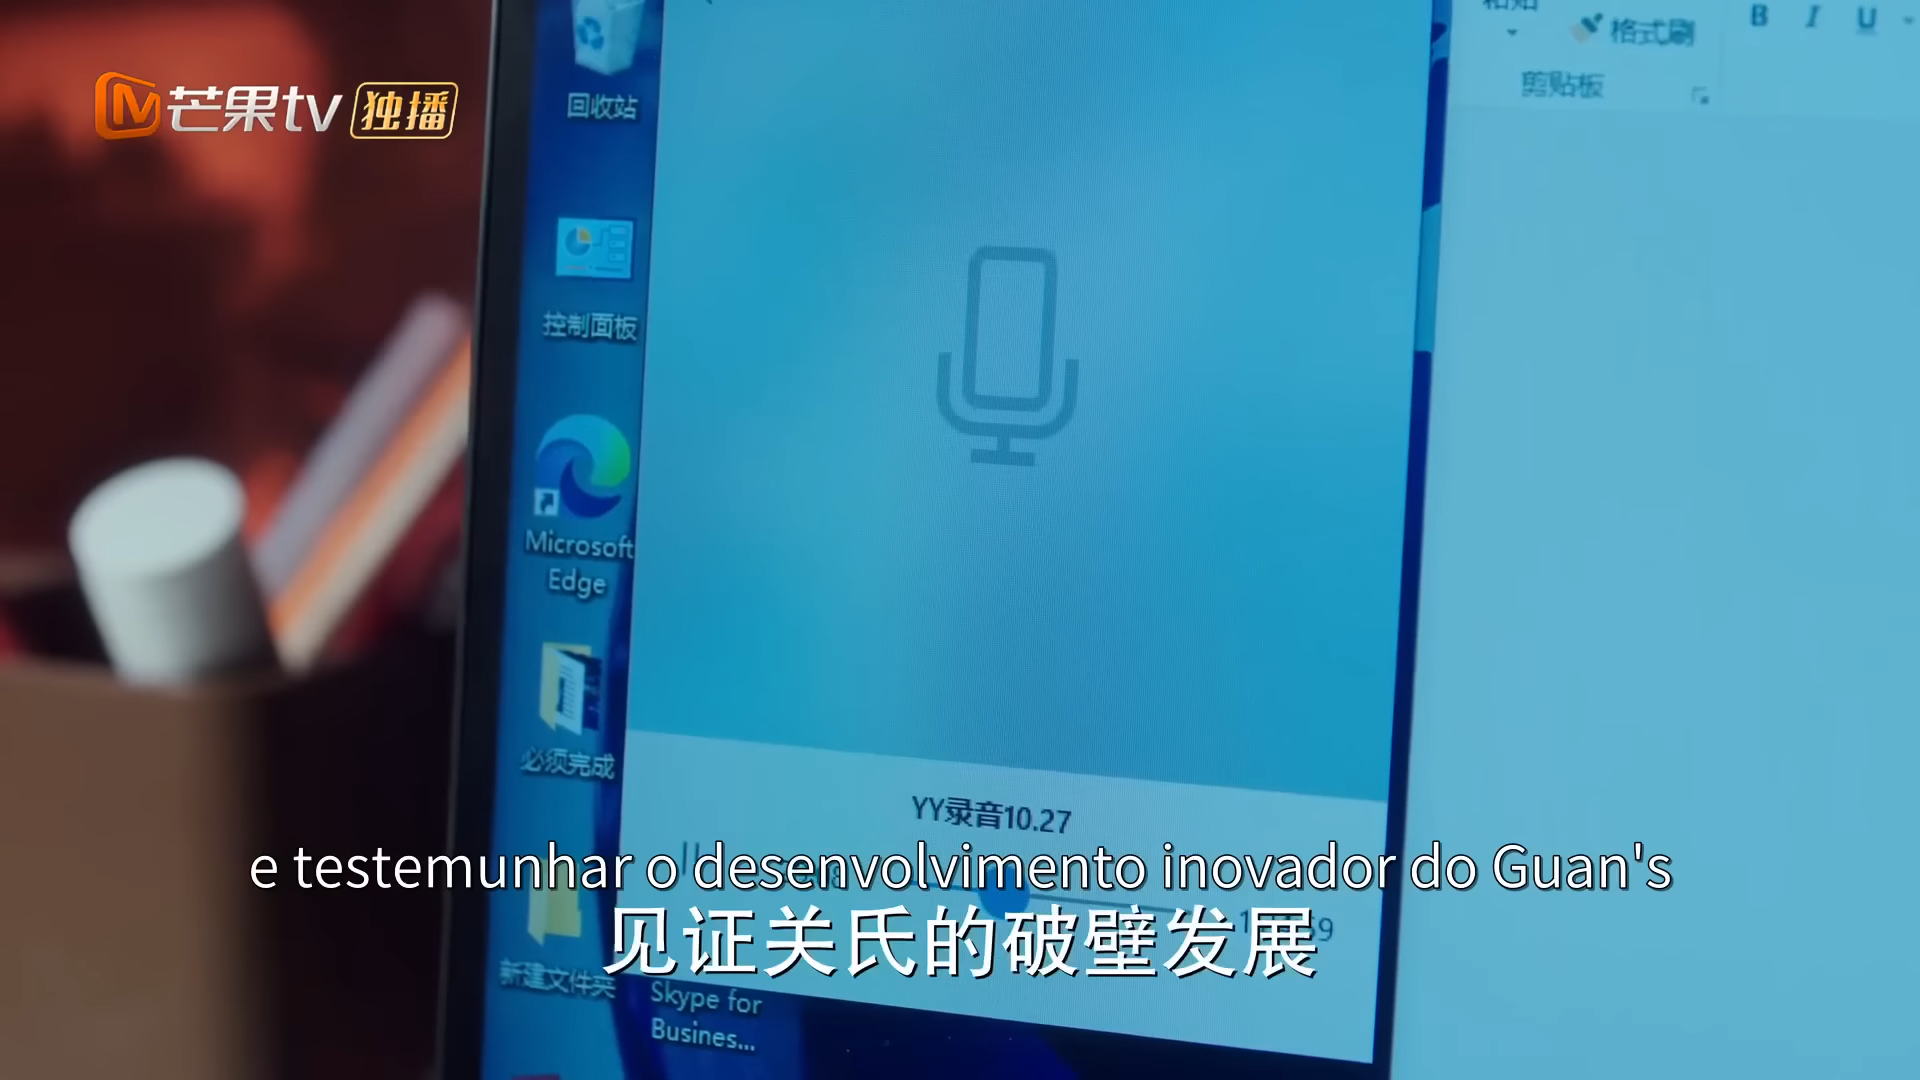 芒果tv 独播
回收站
控制面板
Microsoft
Edge
必须完成
新建文件夹
Skype for
Busines...
格式刷
剪贴板
B I U
YY录音10.27
e testemunhar o desenvolvimento inovador do Guan's
见证关氏的破壁发展